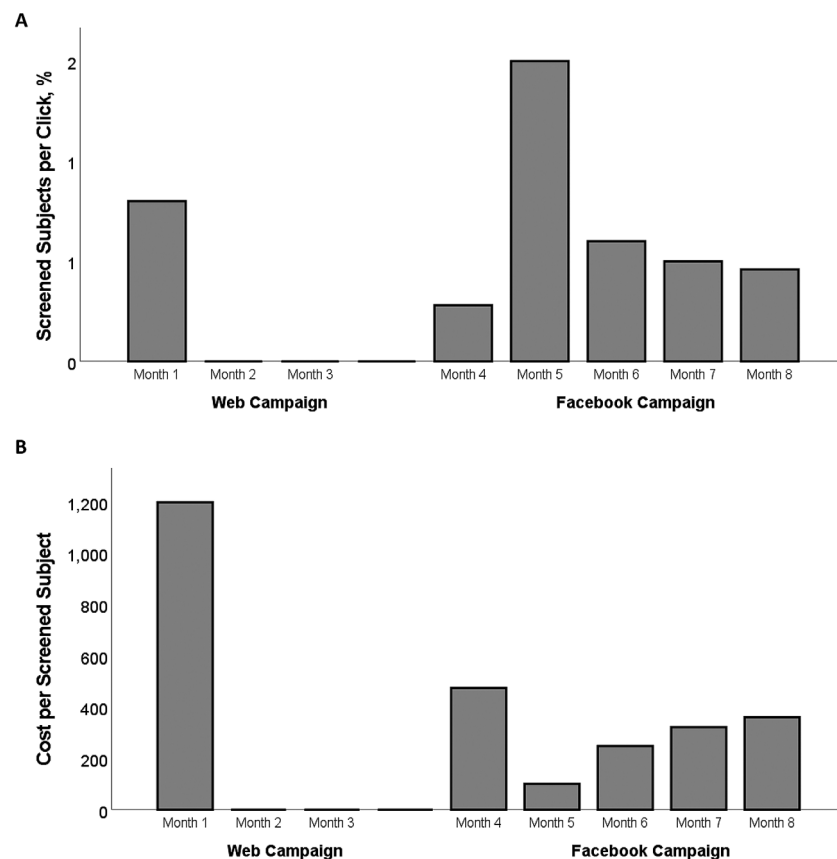 A
Screened Subjects per Click, %
2
1
1
0
Month 1 Month 2 Month 3 Month 4 Month 5 Month 6 Month 7 Month 8
Web Campaign Facebook Campaign
B
Cost per Screened Subject
1,200
1,000
800
600
400
200
0
Month 1 Month 2 Month 3 Month 4 Month 5 Month 6 Month 7 Month 8
Web Campaign Facebook Campaign